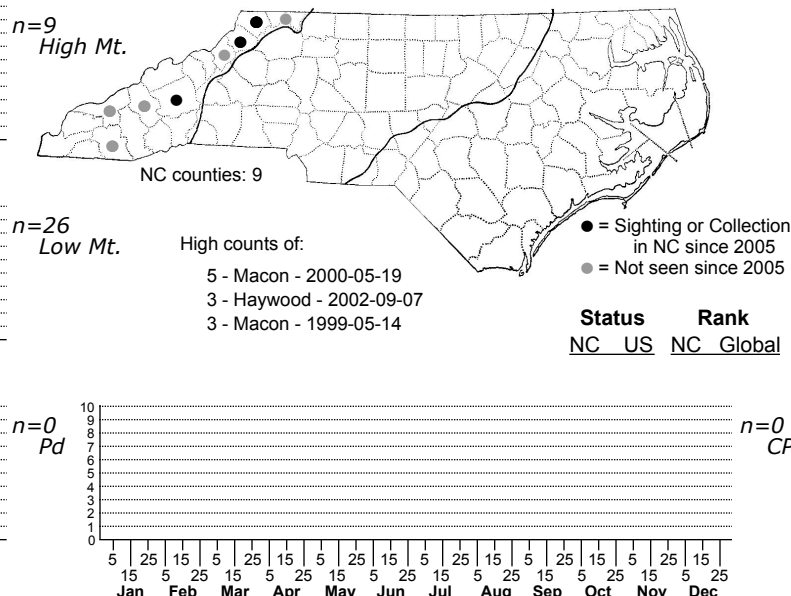 n=9
High Mt.
NC counties: 9
n=26
Low Mt.
High counts of:
5 - Macon - 2000-05-19
3 - Haywood - 2002-09-07
3 - Macon - 1999-05-14
● = Sighting or Collection
in NC since 2005
● = Not seen since 2005
Status Rank
NC US NC Global
n=0
Pd
10
9
8
7
6
5
4
3
2
1
0
n=0
CP
5 25 15 5 25 15 5 25 15 5 25 15 5 25 15 5 25 15
15 5 25 15 5 25 15 5 25 15 5 25 15 5 25 15 5 25
Jan Feb Mar Apr May Jun Jul Aug Sep Oct Nov Dec